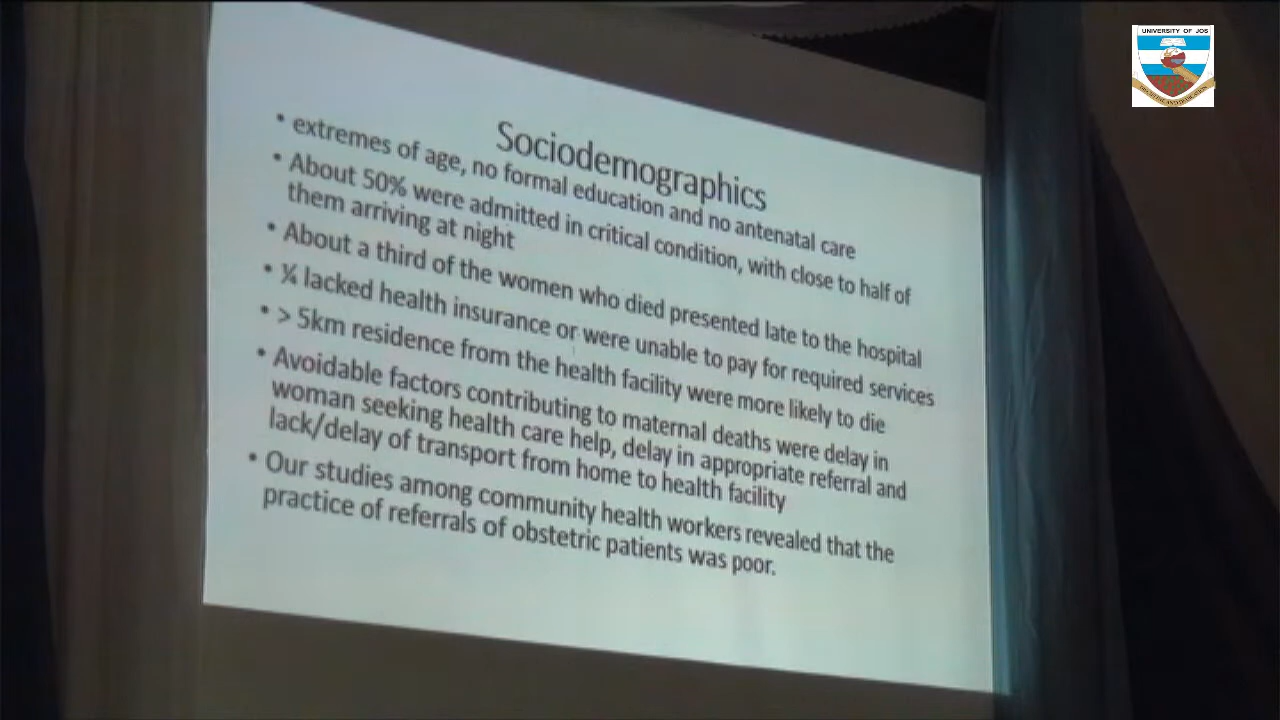 UNIVERSITY OF JOS
Sociodemographics
• extremes of age, no formal education and no antenatal care
• About 50% were admitted in critical condition, with close to half of
them arriving at night
• About a third of the women who died presented late to the hospital
• ¼ lacked health insurance or were unable to pay for required services
• > 5km residence from the health facility were more likely to die
• Avoidable factors contributing to maternal deaths were delay in
woman seeking health care help, delay in appropriate referral and
lack/delay of transport from home to health facility
• Our studies among community health workers revealed that the
practice of referrals of obstetric patients was poor.